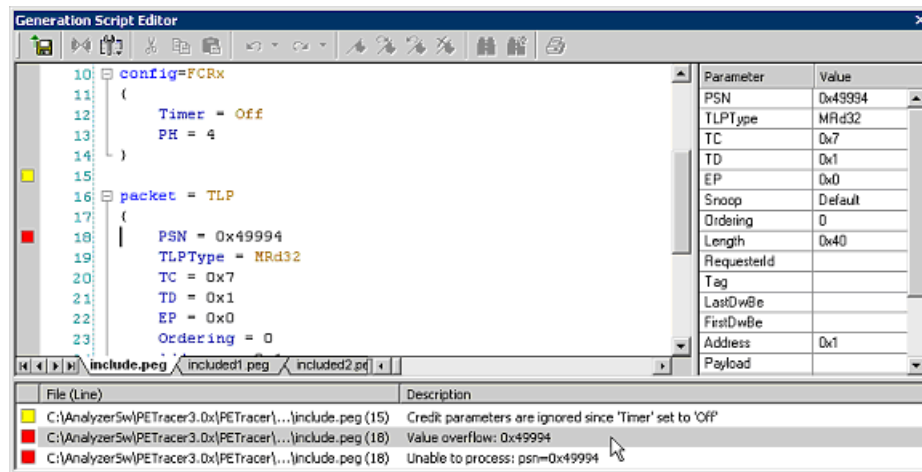 Generation Script Editor
10 config=FCRx
11 {
12 Timer = Off
13 PH = 4
14 }
15
16 packet = TLP
17 {
18 PSN = 0x49994
19 TLPType = MRd32
20 TC = 0x7
21 TD = 0x1
22 EP = 0x0
23 Ordering = 0
include.peg included1.peg included2.pe
Parameter Value
PSN 0x49994
TLPType MRd32
TC 0x7
TD 0x1
EP 0x0
Snoop Default
Ordering 0
Length 0x40
RequesterId
Tag
LastDwBe
FirstDwBe
Address 0x1
Payload
File (Line) Description
C:\AnalyzerSw\PETracer3.0x\PETracer\...\include.peg (15) Credit parameters are ignored since 'Timer' set to 'Off'
C:\AnalyzerSw\PETracer3.0x\PETracer\...\include.peg (18) Value overflow: 0x49994
C:\AnalyzerSw\PETracer3.0x\PETracer\...\include.peg (18) Unable to process: psn=0x49994